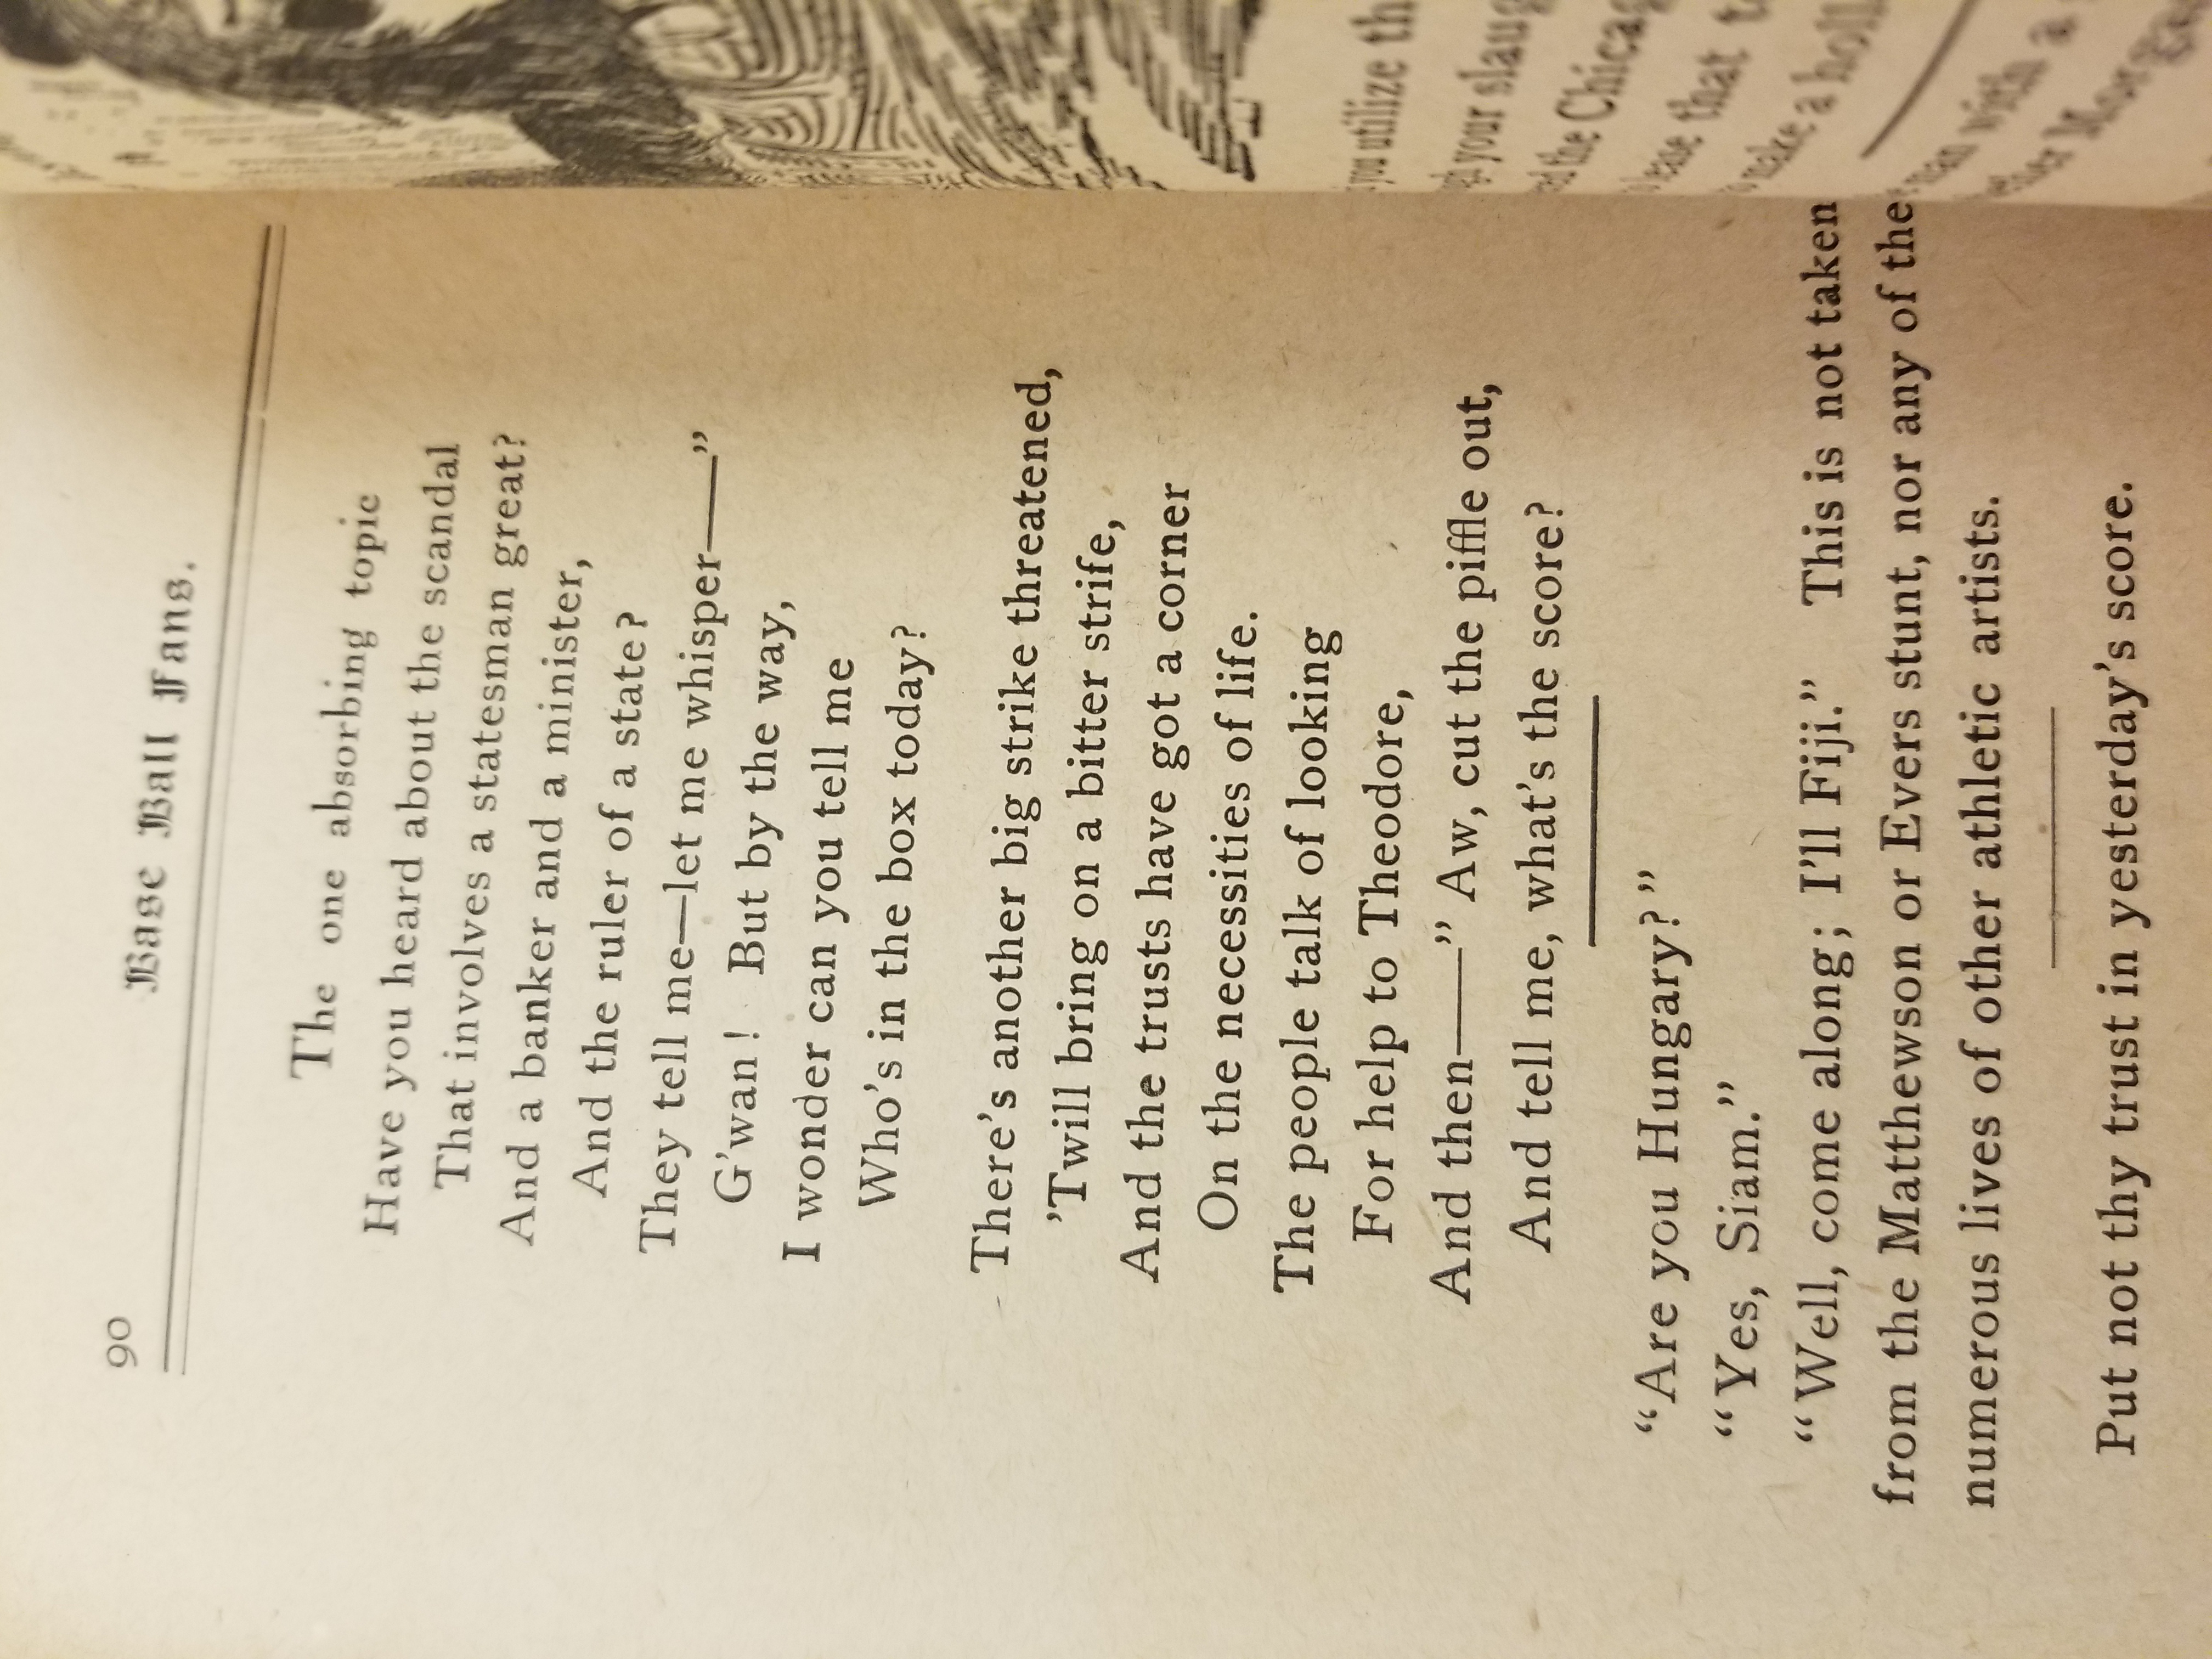 90
Base Ball Fans.
The one absorbing topic
Have you heard about the scandal
That involves a statesman great?
And a banker and a minister,
And the ruler of a state?
They tell me—let me whisper——”
G’wan! But by the way,
I wonder can you tell me
Who’s in the box today?
There’s another big strike threatened,
’Twill bring on a bitter strife,
And the trusts have got a corner
On the necessities of life.
The people talk of looking
For help to Theodore,
And then——” Aw, cut the piffle out,
And tell me, what’s the score?
“Are you Hungary?”
“Yes, Siam.”
“Well, come along; I’ll Fiji.” This is not taken
from the Matthewson or Evers stunt, nor any of the
numerous lives of other athletic artists.
Put not thy trust in yesterday’s score.
you utilize th
your slaug
the Chicag
that t
make a
with a